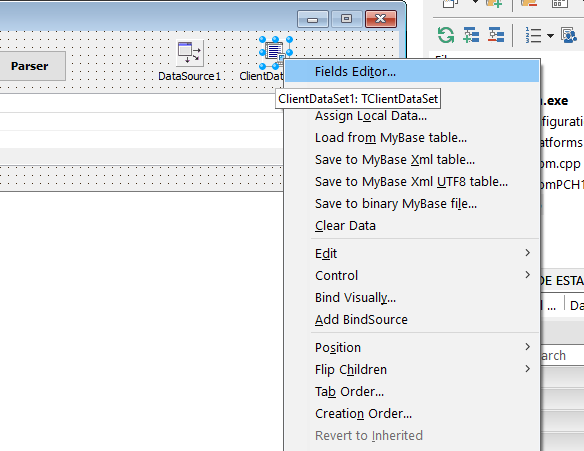 Parser
DataSource1
ClientDat
Fields Editor...
ClientDataSet1: TClientDataSet
Assign Local Data...
Load from MyBase table...
Save to MyBase Xml table...
Save to MyBase Xml UTF8 table...
Save to binary MyBase file...
Clear Data
Edit
Control
Bind Visually...
Add BindSource
Position
Flip Children
Tab Order...
Creation Order...
Revert to Inherited
.exe
figurati
atforms
om.cpp
omPCH1
DE ESTA
... Da
arch